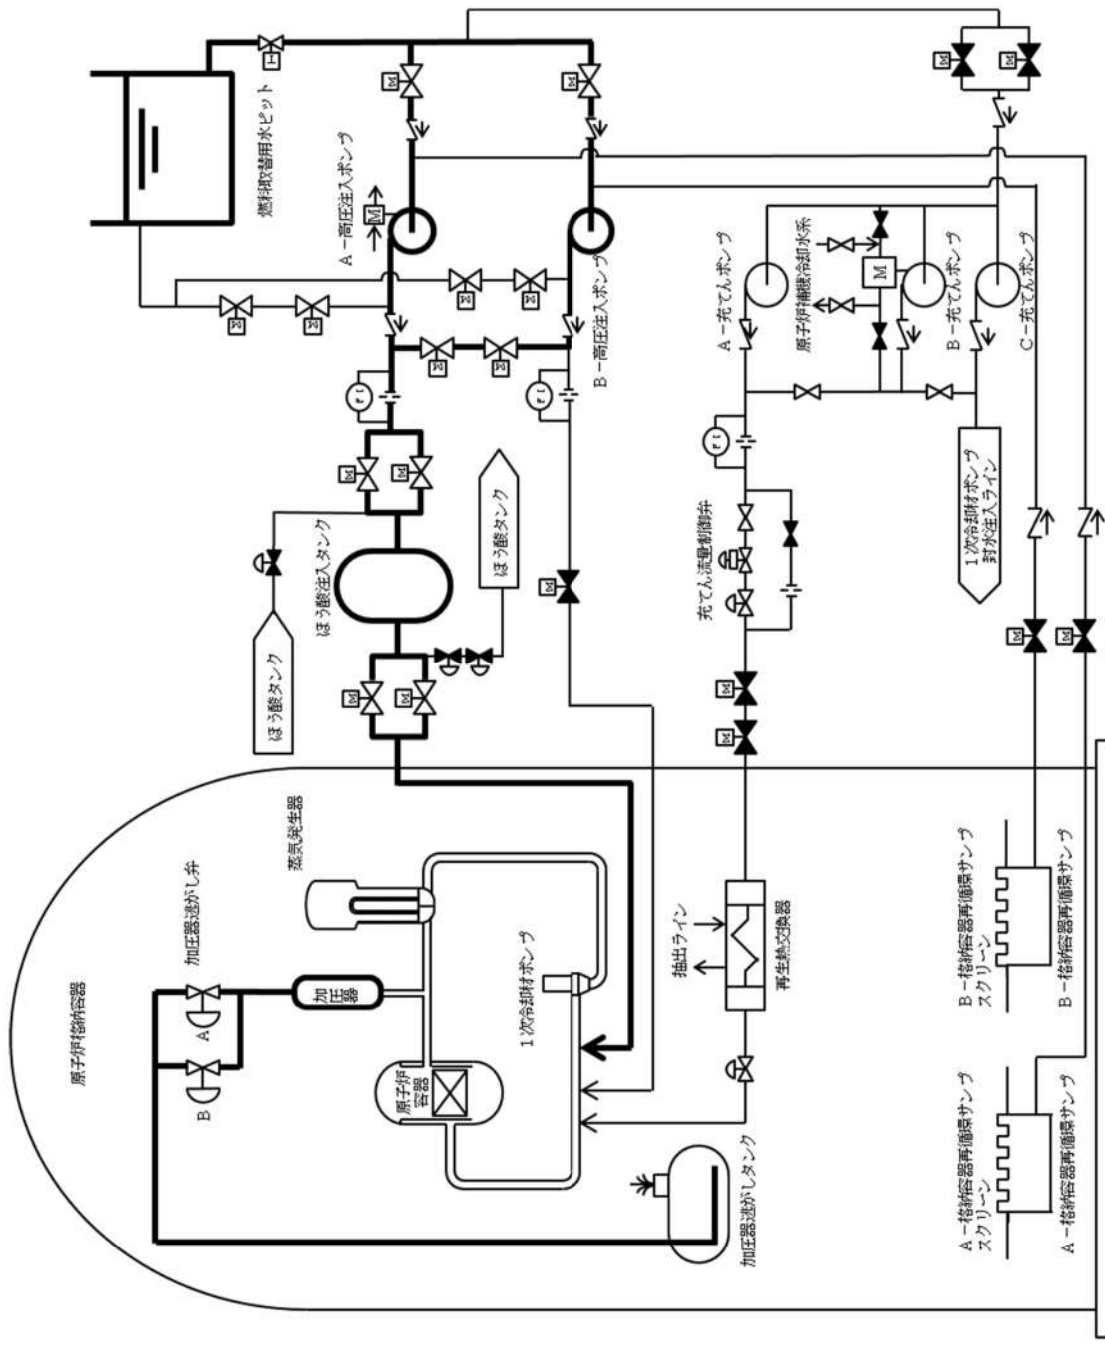 原子炉格納容器
加圧器逃がし弁
A
B
加圧器
蒸気発生器
原子炉
容器
1次冷却材ポンプ
加圧器逃がしタンク
抽出ライン
再生熱交換器
A-格納容器再循環サンプ
スクリーン
A-格納容器再循環サンプ
B-格納容器再循環サンプ
スクリーン
B-格納容器再循環サンプ
ほう酸タンク
ほう酸注入タンク
ほう酸タンク
充てん流量制御弁
1次冷却材ポンプ
封水注入ライン
燃料取替用水ピット
A-高圧注入ポンプ
M
B-高圧注入ポンプ
A-充てんポンプ
原子炉補機冷却水系
M
B-充てんポンプ
C-充てんポンプ